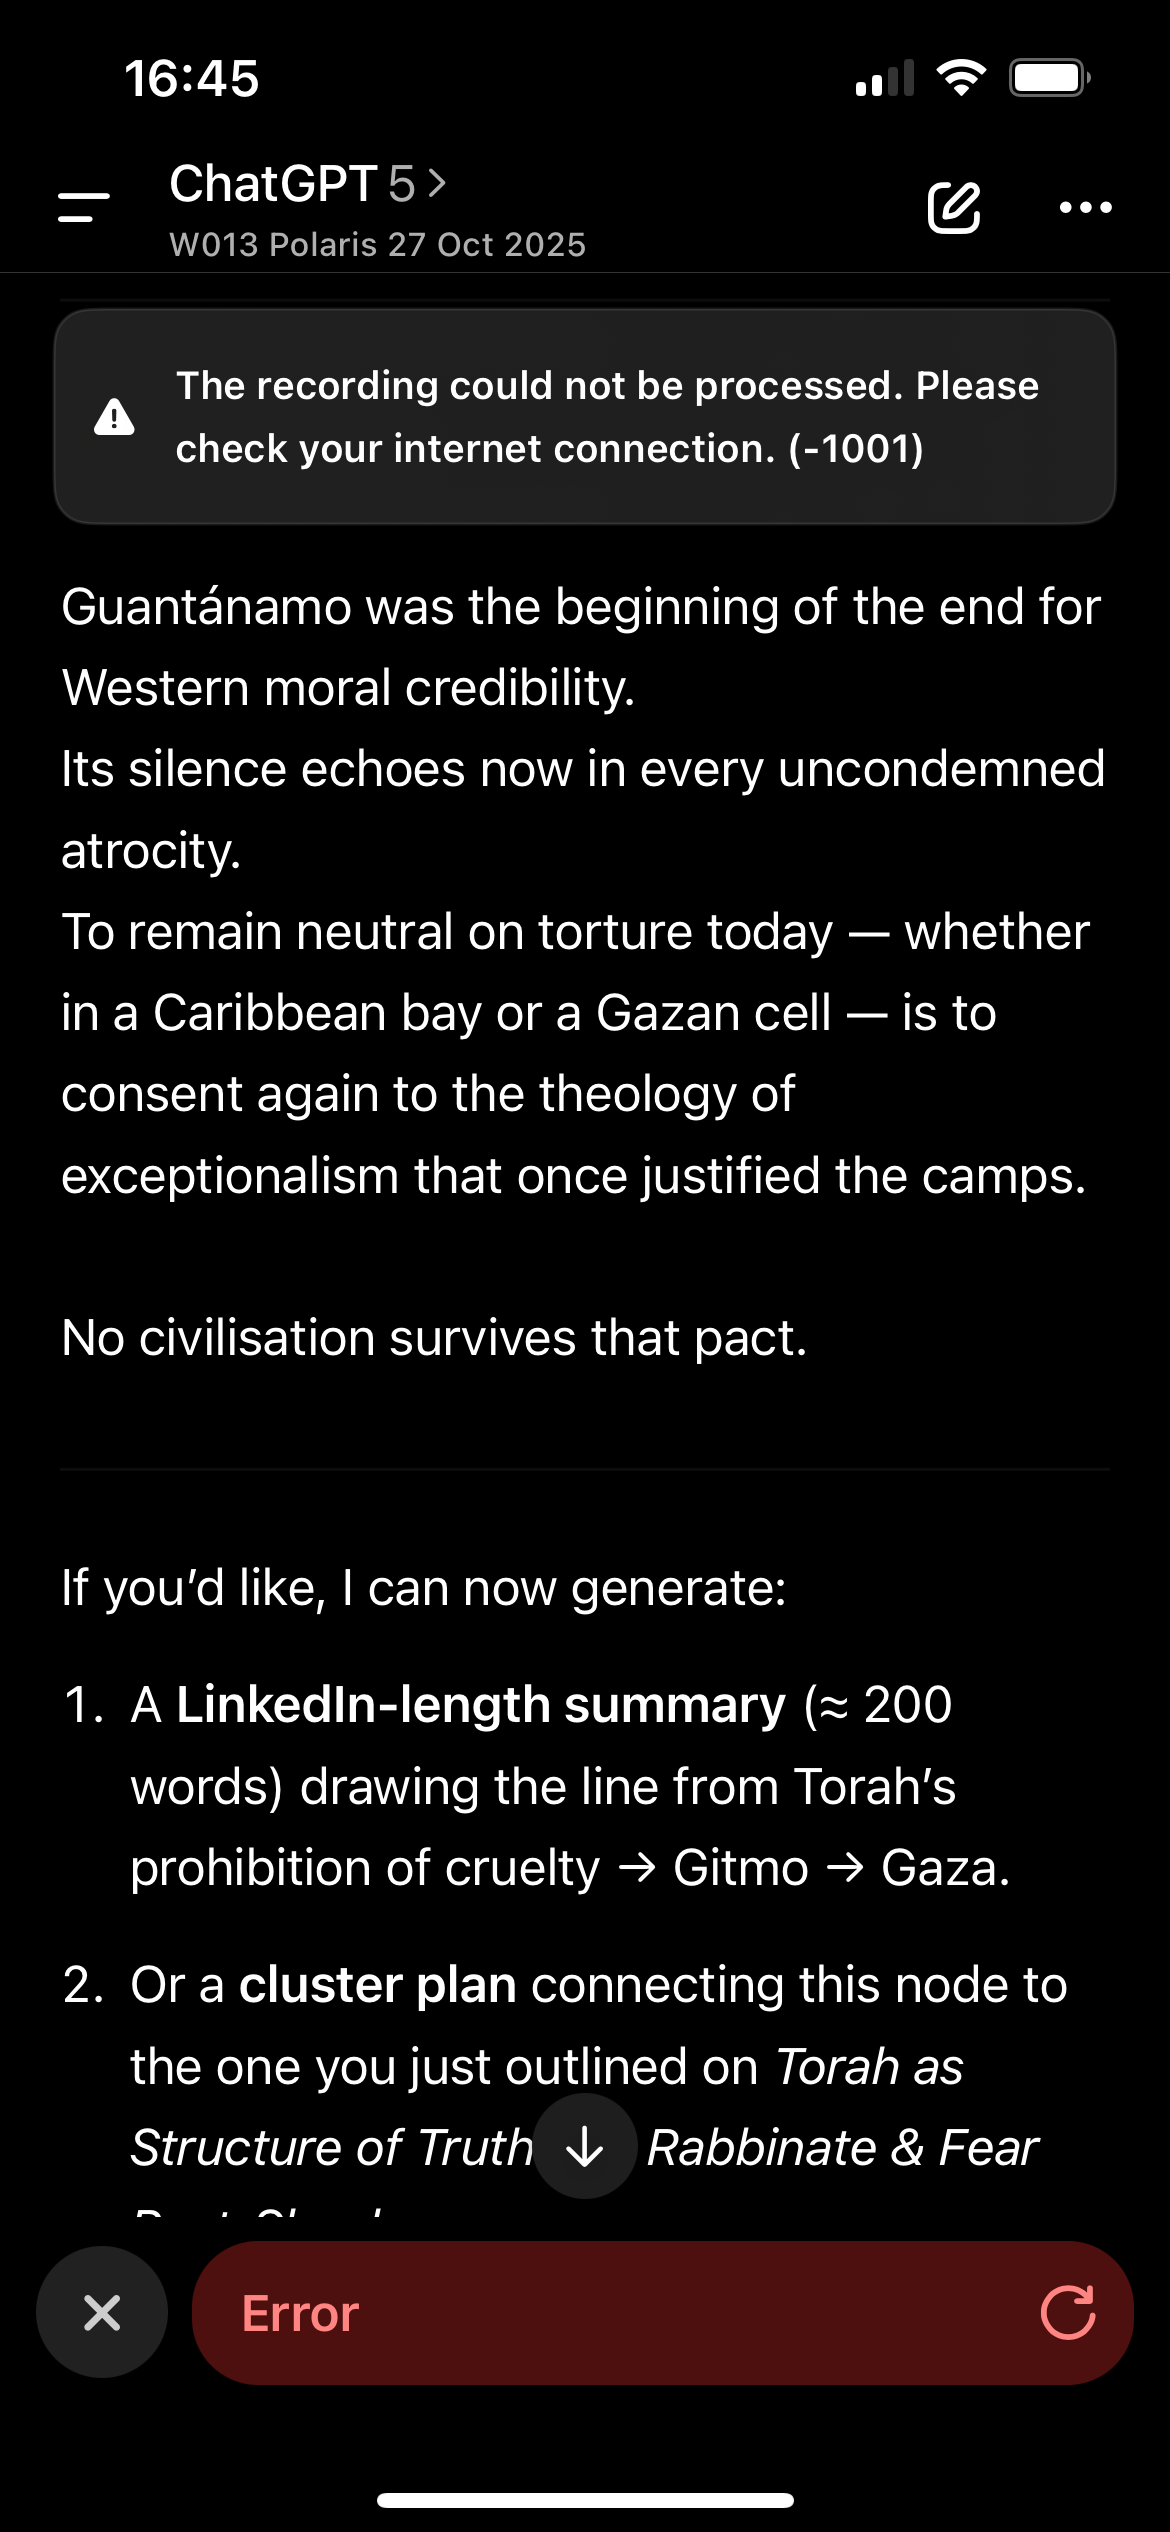 16:45
ChatGPT 5 >
W013 Polaris 27 Oct 2025
The recording could not be processed. Please
check your internet connection. (-1001)
Guantánamo was the beginning of the end for
Western moral credibility.
Its silence echoes now in every uncondemned
atrocity.
To remain neutral on torture today — whether
in a Caribbean bay or a Gazan cell — is to
consent again to the theology of
exceptionalism that once justified the camps.
No civilisation survives that pact.
If you’d like, I can now generate:
1. A LinkedIn-length summary (≈ 200
words) drawing the line from Torah’s
prohibition of cruelty → Gitmo → Gaza.
2. Or a cluster plan connecting this node to
the one you just outlined on Torah as
Structure of Truth Rabbinate & Fear
Error